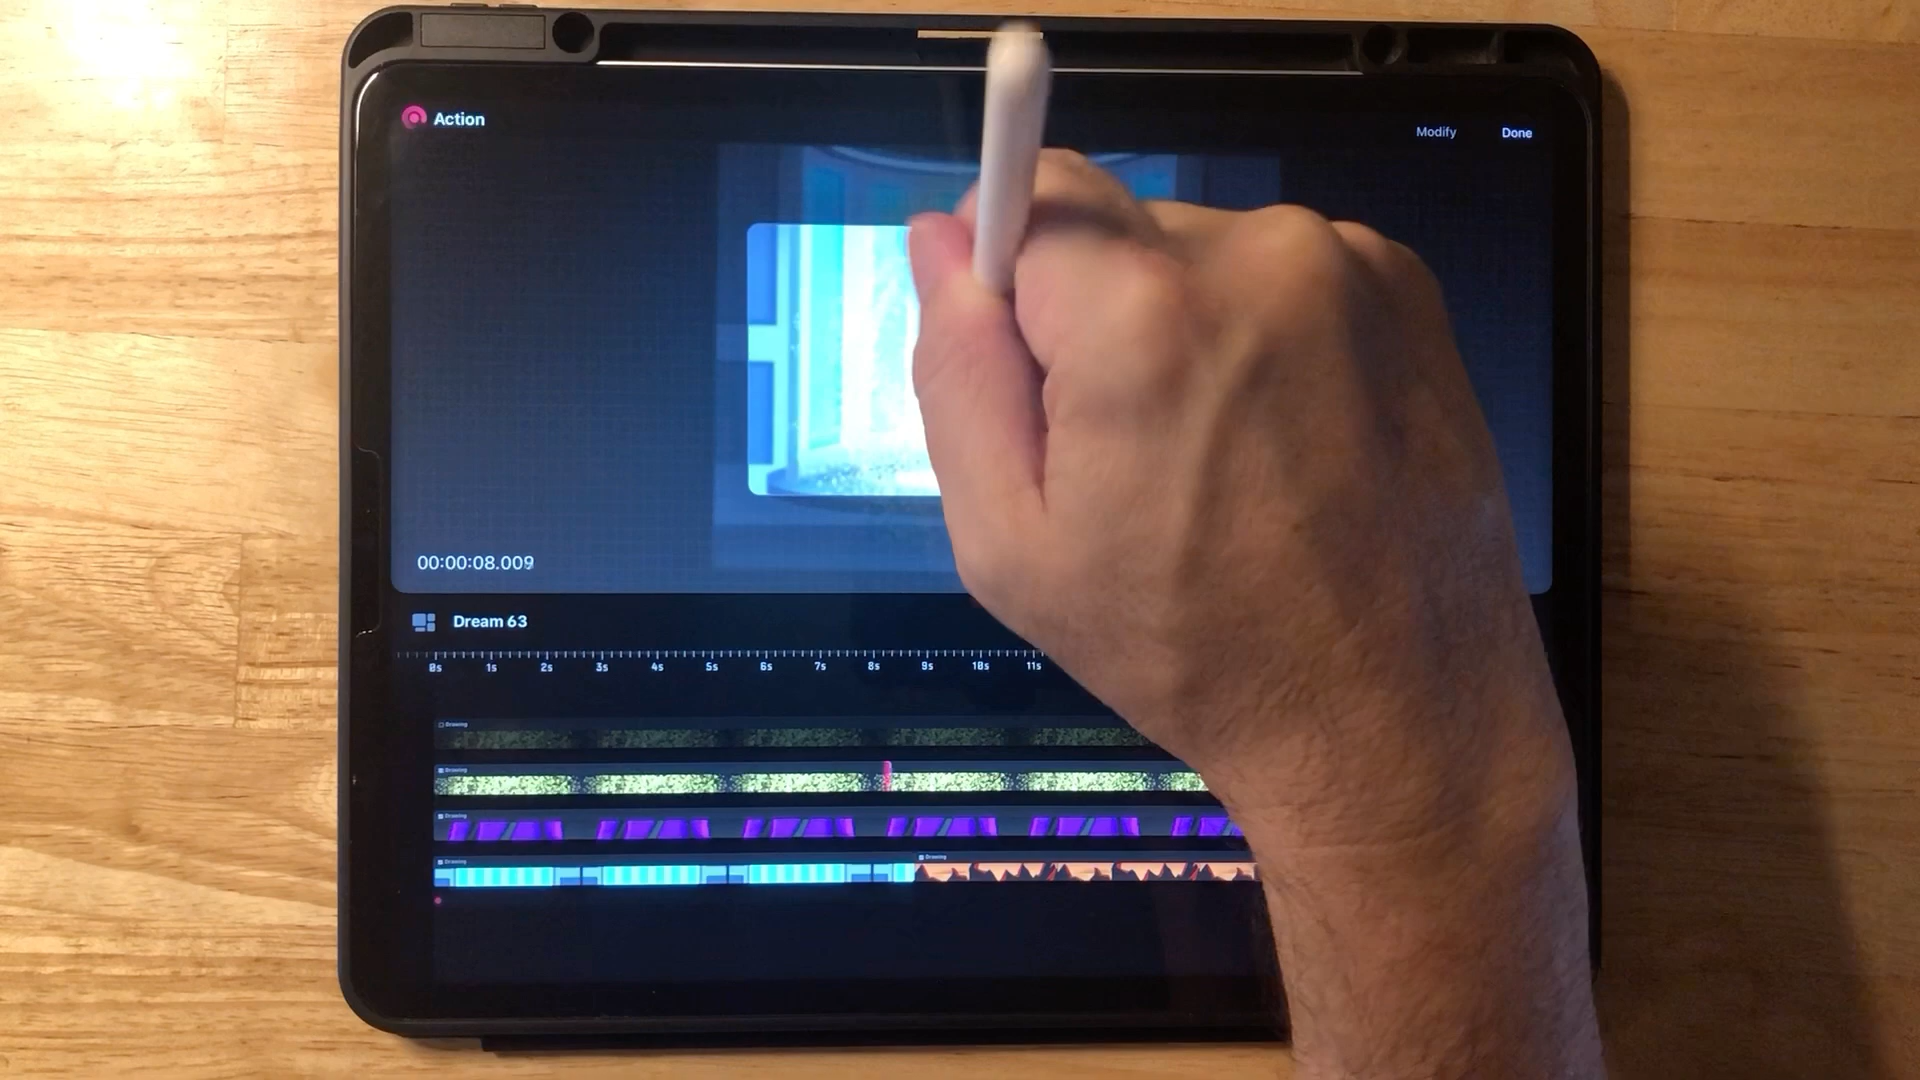 Action
Modify Done
00:00:08.009
Dream 63
0s 1s 2s 3s 4s 5s 6s 7s 8s 9s 10s 11s
Drawing
Drawing
Drawing
Drawing Drawing